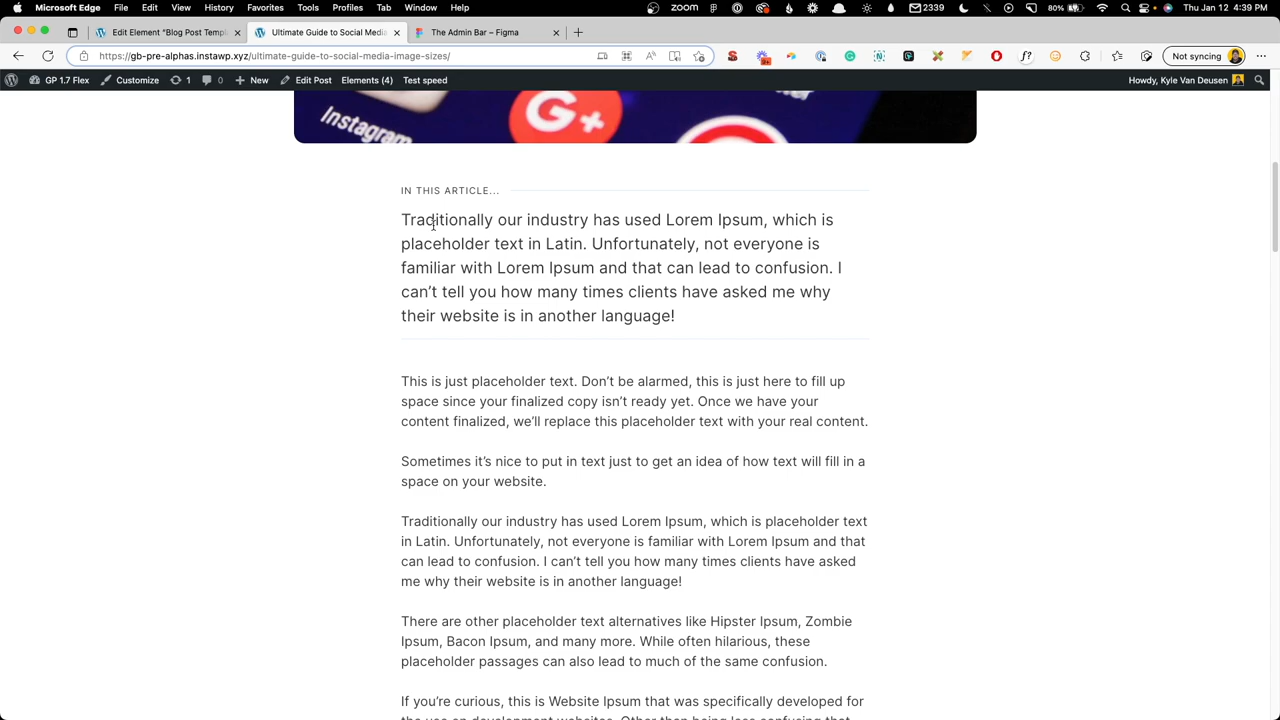 Microsoft Edge File Edit View History Favorites Tools Profiles Tab Window Help zoom 2339 80% Thu Jan 12 4:39 PM
Edit Element "Blog Post Templ Ultimate Guide to Social Media The Admin Bar – Figma
https://gb-pre-alphas.instawp.xyz/ultimate-guide-to-social-media-image-sizes/ Not syncing
GP 1.7 Flex Customize 1 0 New Edit Post Elements (4) Test speed Howdy, Kyle Van Deusen
Instagram
G+
IN THIS ARTICLE...
Traditionally our industry has used Lorem Ipsum, which is
placeholder text in Latin. Unfortunately, not everyone is
familiar with Lorem Ipsum and that can lead to confusion. I
can't tell you how many times clients have asked me why
their website is in another language!
This is just placeholder text. Don't be alarmed, this is just here to fill up
space since your finalized copy isn't ready yet. Once we have your
content finalized, we'll replace this placeholder text with your real content.
Sometimes it's nice to put in text just to get an idea of how text will fill in a
space on your website.
Traditionally our industry has used Lorem Ipsum, which is placeholder text
in Latin. Unfortunately, not everyone is familiar with Lorem Ipsum and that
can lead to confusion. I can't tell you how many times clients have asked
me why their website is in another language!
There are other placeholder text alternatives like Hipster Ipsum, Zombie
Ipsum, Bacon Ipsum, and many more. While often hilarious, these
placeholder passages can also lead to much of the same confusion.
If you're curious, this is Website Ipsum that was specifically developed for
the use on development websites. Other than being less confusing that